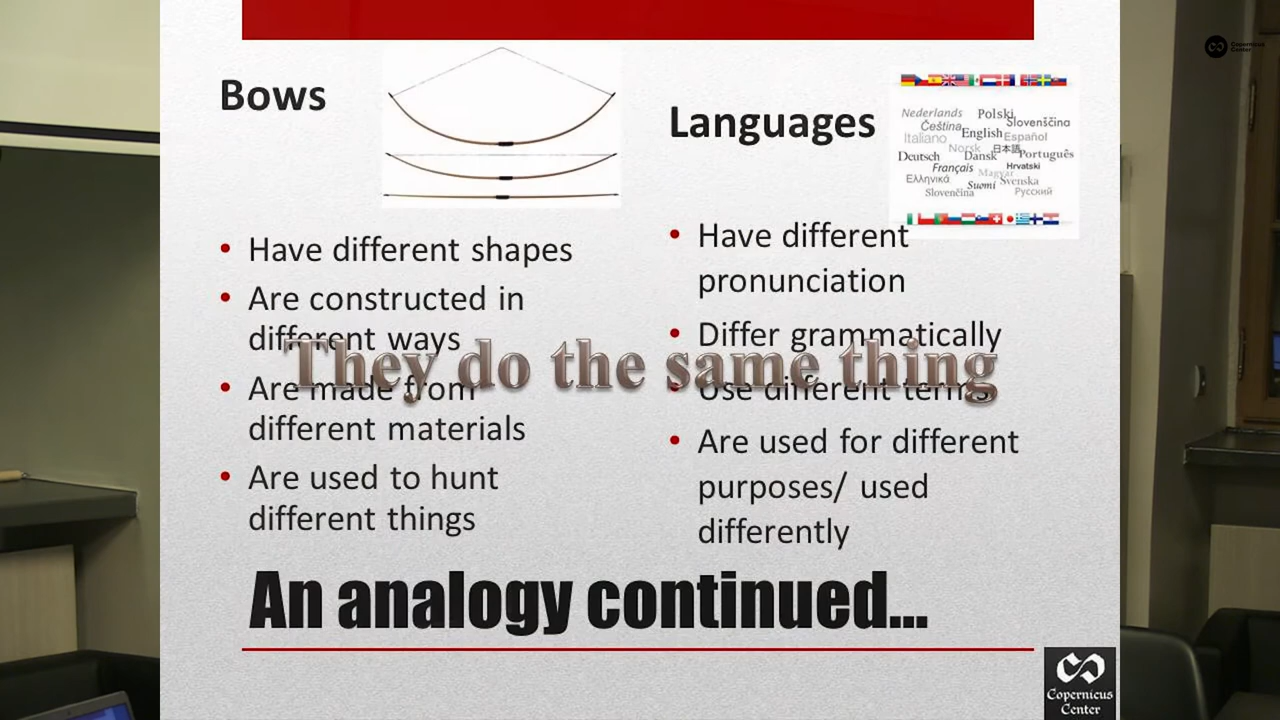 Bows
Have different shapes
Are constructed in
different ways
Are made from
different materials
Are used to hunt
different things
Languages
Nederlands Polski
Čeština Slovenščina
Italiano English Español
Norsk 日本語 Português
Deutsch Dansk
Français Hrvatski
Magyar
Ελληνικά Suomi Svenska
Slovenčina Русский
Have different
pronunciation
Differ grammatically
Use different terms
Are used for different
purposes/ used
differently
They do the same thing
An analogy continued...
Copernicus
Center
Copernicus
Center